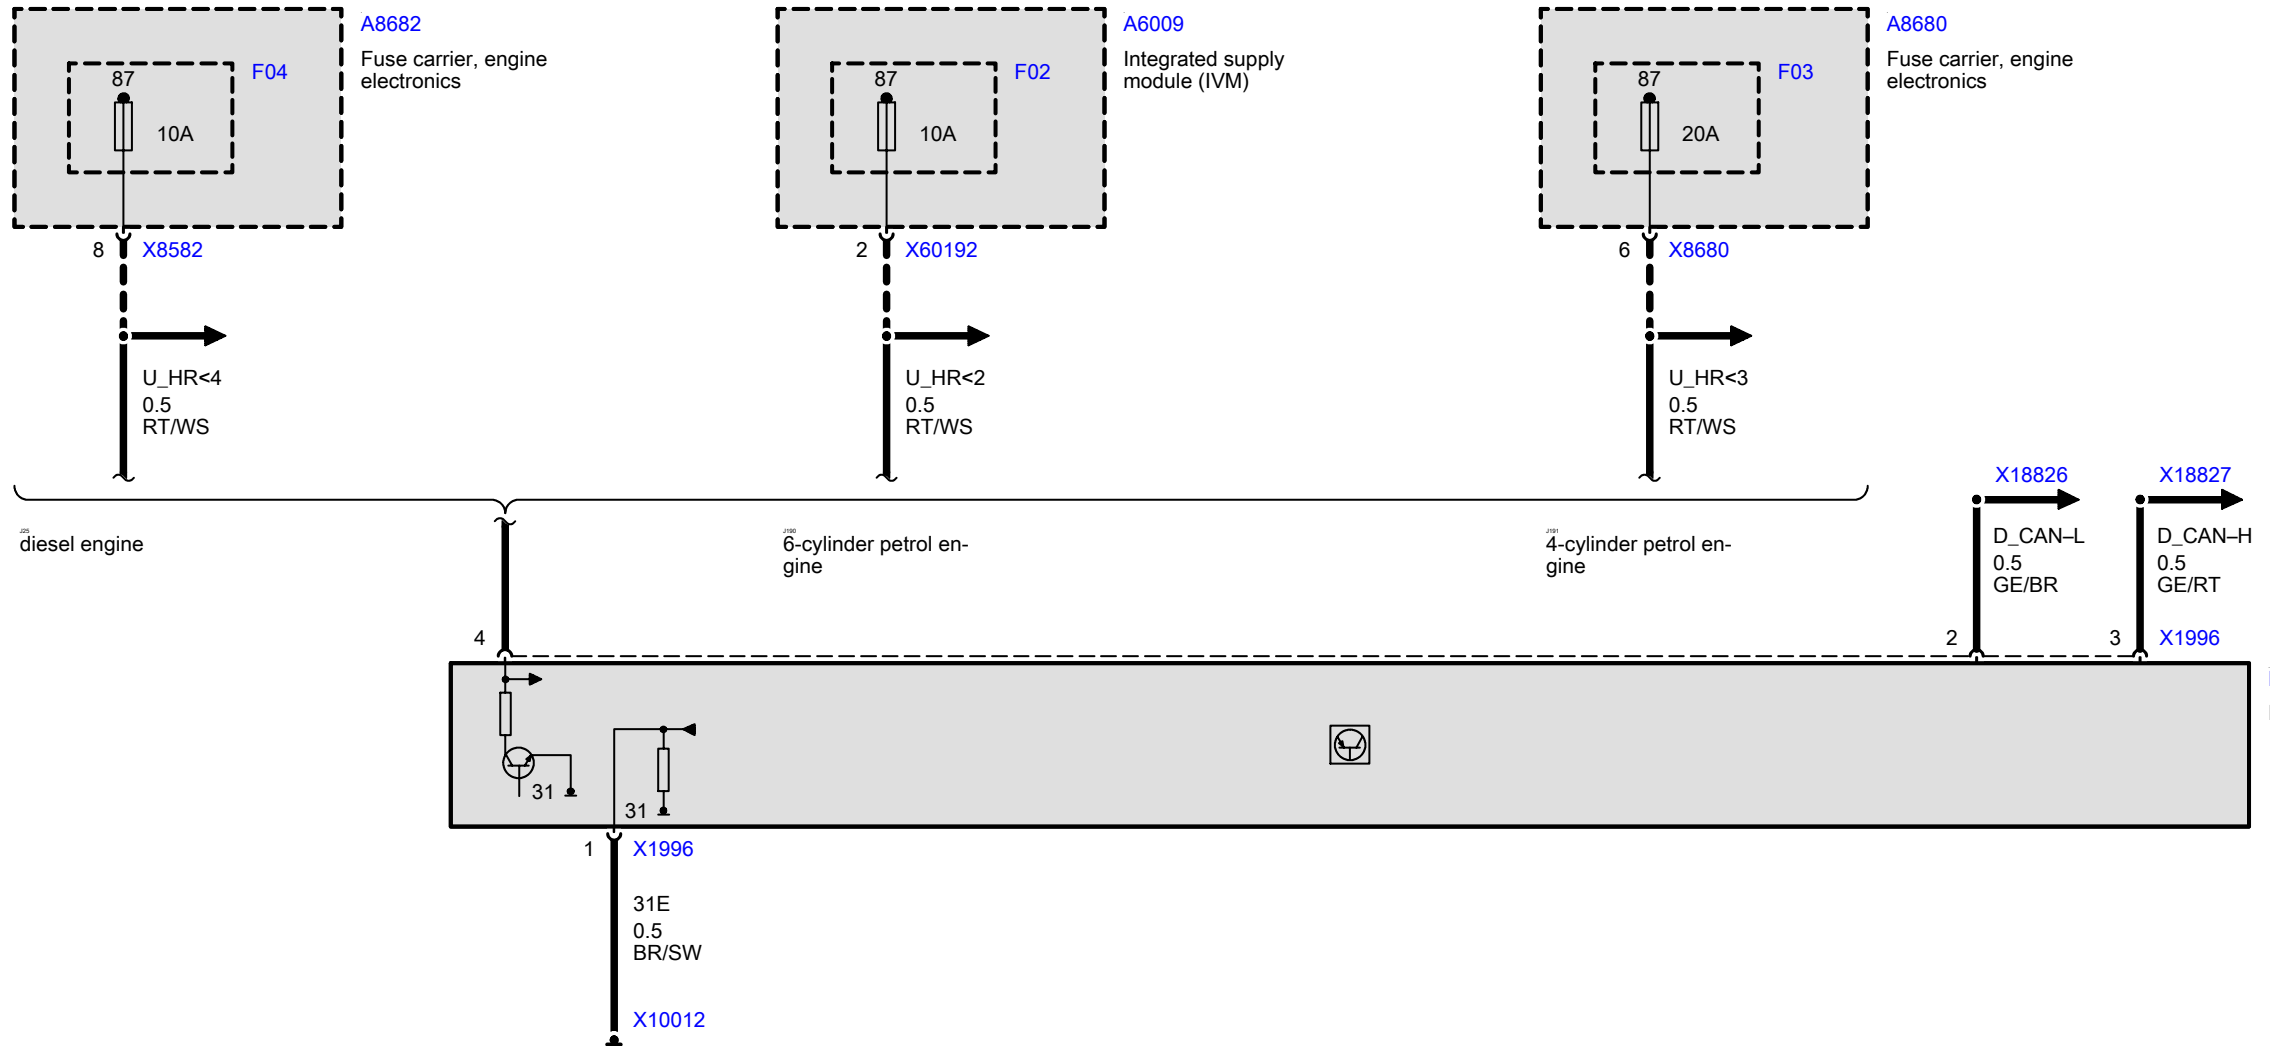 A8682
Fuse carrier, engine
electronics
F04
87
10A
8
X8582
U_HR<4
0.5
RT/WS
A6009
Integrated supply
module (IVM)
F02
87
10A
2
X60192
U_HR<2
0.5
RT/WS
A8680
Fuse carrier, engine
electronics
F03
87
20A
6
X8680
U_HR<3
0.5
RT/WS
J25
diesel engine
J190
6-cylinder petrol en-
gine
J191
4-cylinder petrol en-
gine
X18826
D_CAN–L
0.5
GE/BR
X18827
D_CAN–H
0.5
GE/RT
4
2
3
X1996
31
31
1
X1996
31E
0.5
BR/SW
X10012